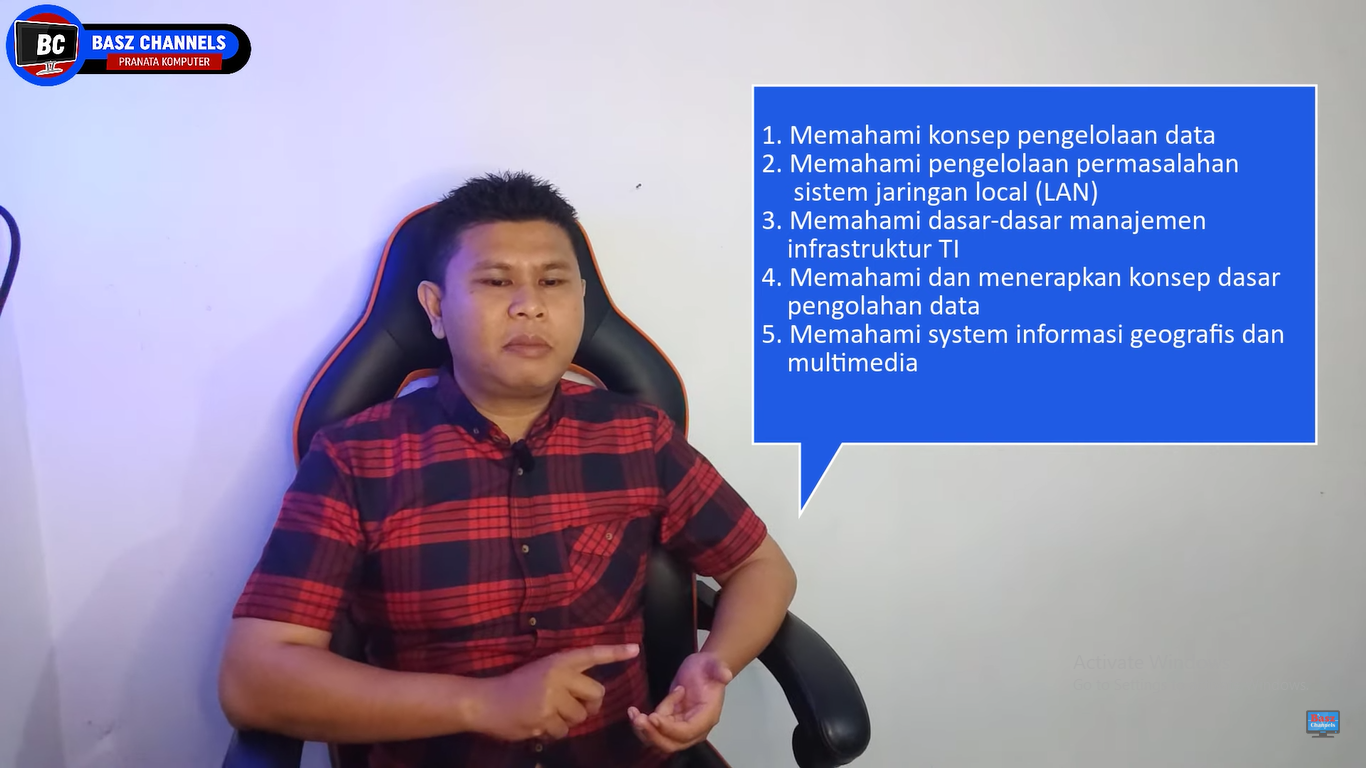 BC
BASZ CHANNELS
PRANATA KOMPUTER
1. Memahami konsep pengelolaan data
2. Memahami pengelolaan permasalahan
sistem jaringan local (LAN)
3. Memahami dasar-dasar manajemen
infrastruktur TI
4. Memahami dan menerapkan konsep dasar
pengolahan data
5. Memahami system informasi geografis dan
multimedia
Activate
Basz
Channels